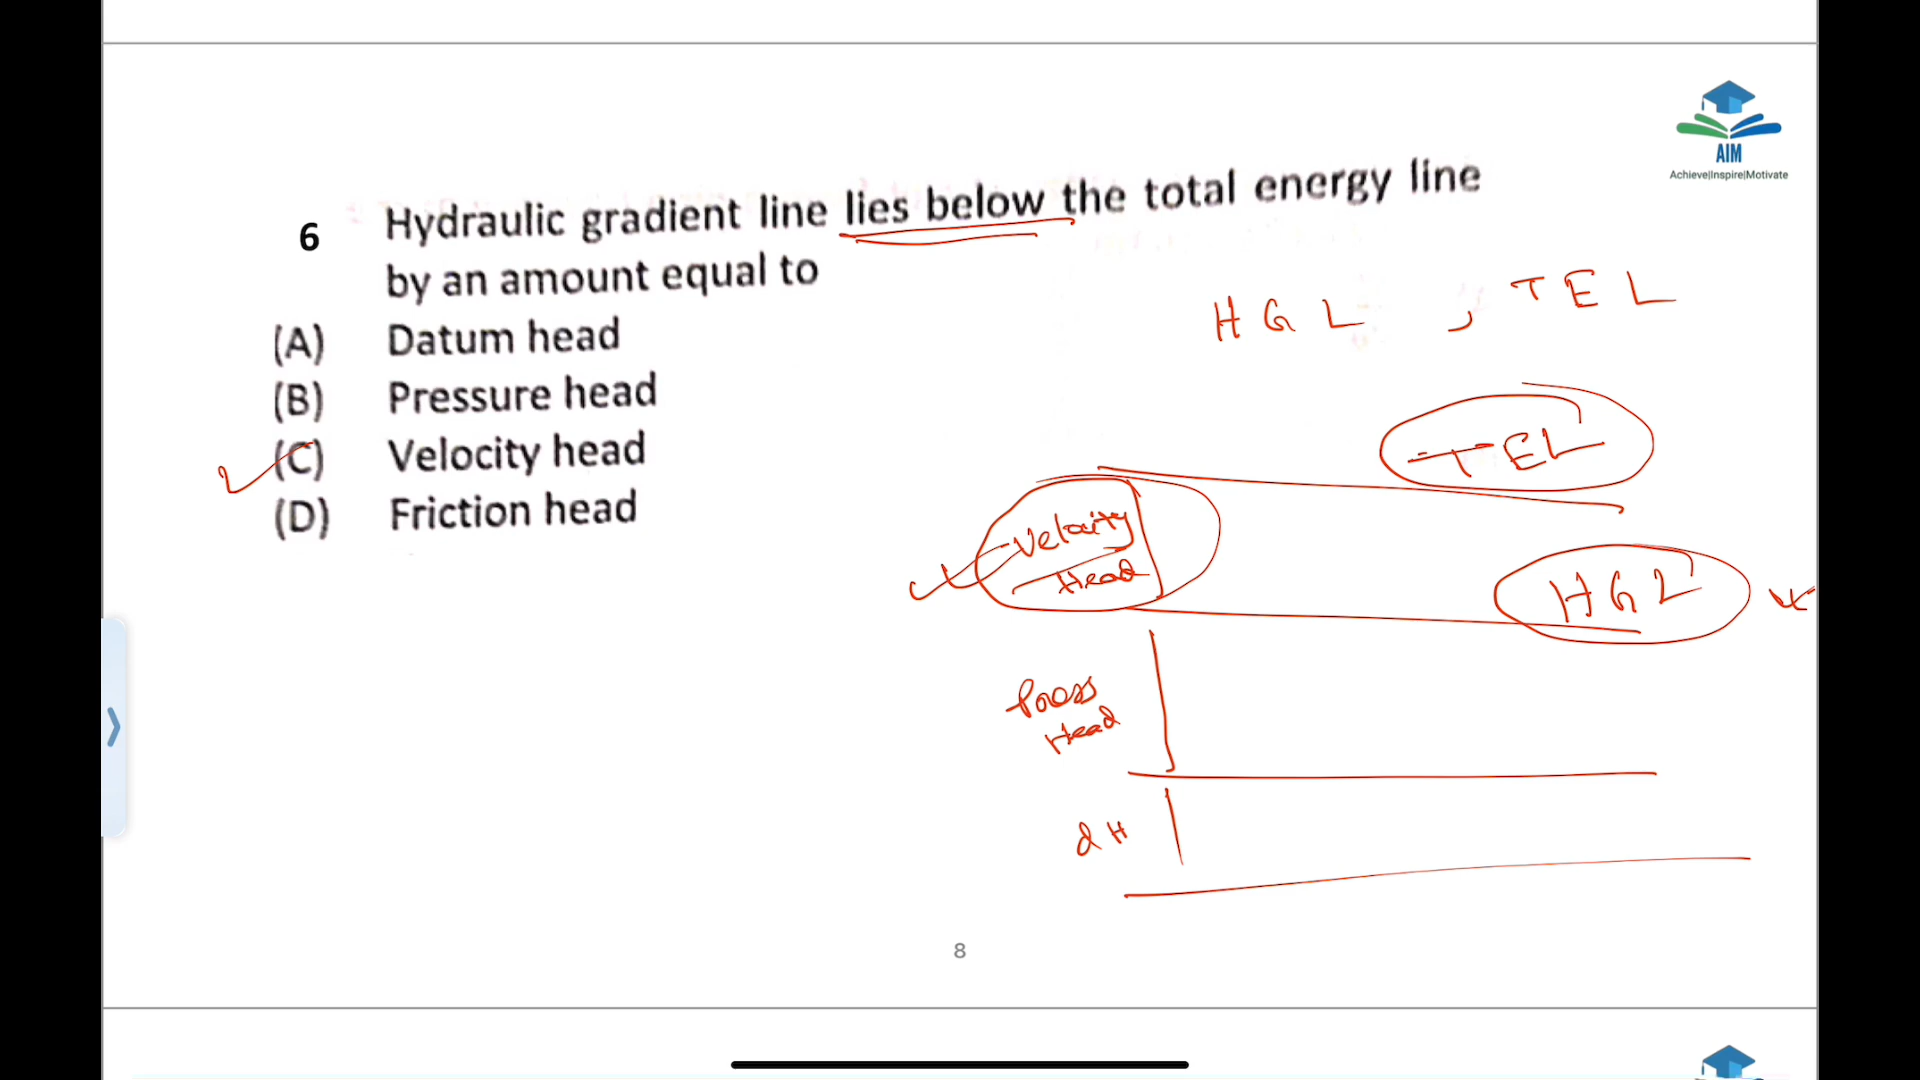 AIM
Achieve|Inspire|Motivate
6 Hydraulic gradient line lies below the total energy line
by an amount equal to
(A) Datum head
(B) Pressure head
(C) Velocity head
(D) Friction head
HGL , TEL
TEL
Velocity
Head
HGL
Press
Head
dH
8